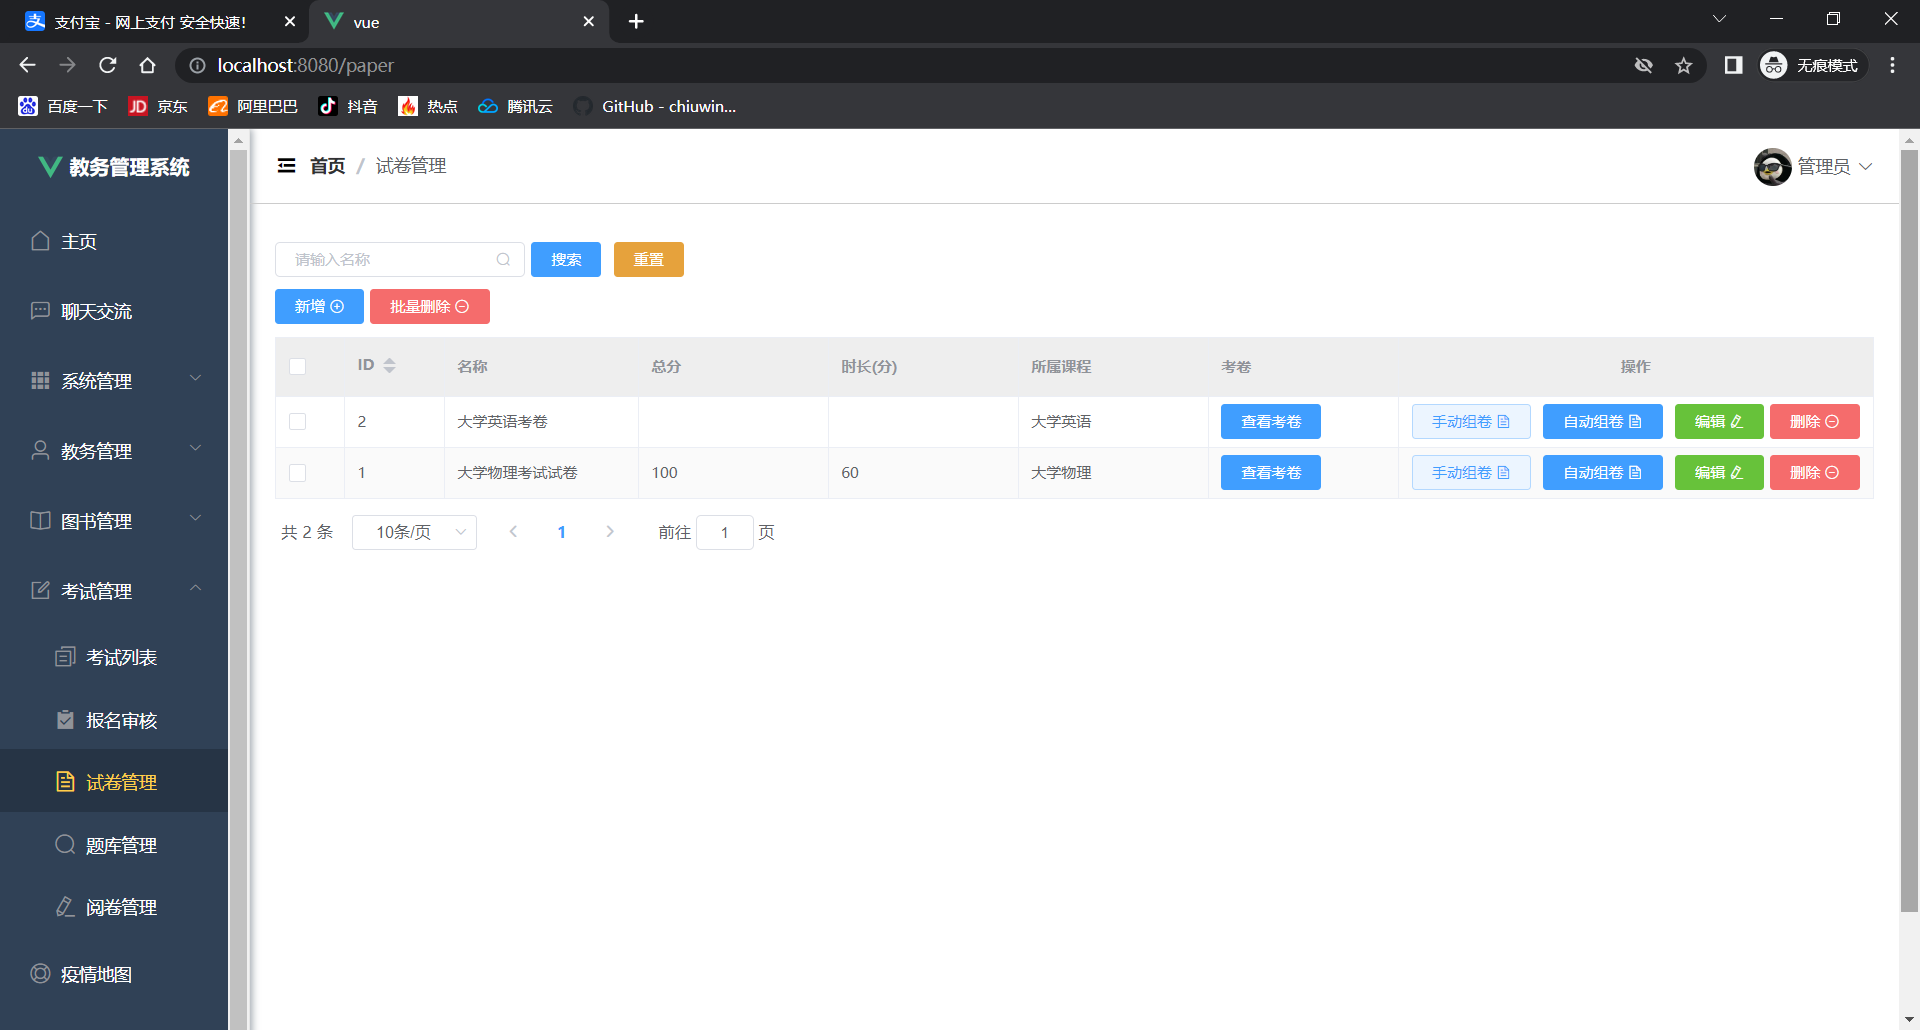 支付宝 - 网上支付 安全快速！
vue
localhost:8080/paper
无痕模式
百度一下
京东
阿里巴巴
抖音
热点
腾讯云
GitHub - chiuwin...
教务管理系统
首页 / 试卷管理
管理员
主页
聊天交流
系统管理
教务管理
图书管理
考试管理
考试列表
报名审核
试卷管理
题库管理
阅卷管理
疫情地图
请输入名称
搜索
重置
新增
批量删除
ID 名称 总分 时长(分) 所属课程 考卷 操作
2 大学英语考卷 大学英语 查看考卷 手动组卷 自动组卷 编辑 删除
1 大学物理考试试卷 100 60 大学物理 查看考卷 手动组卷 自动组卷 编辑 删除
共 2 条 10条/页 1 前往 1 页